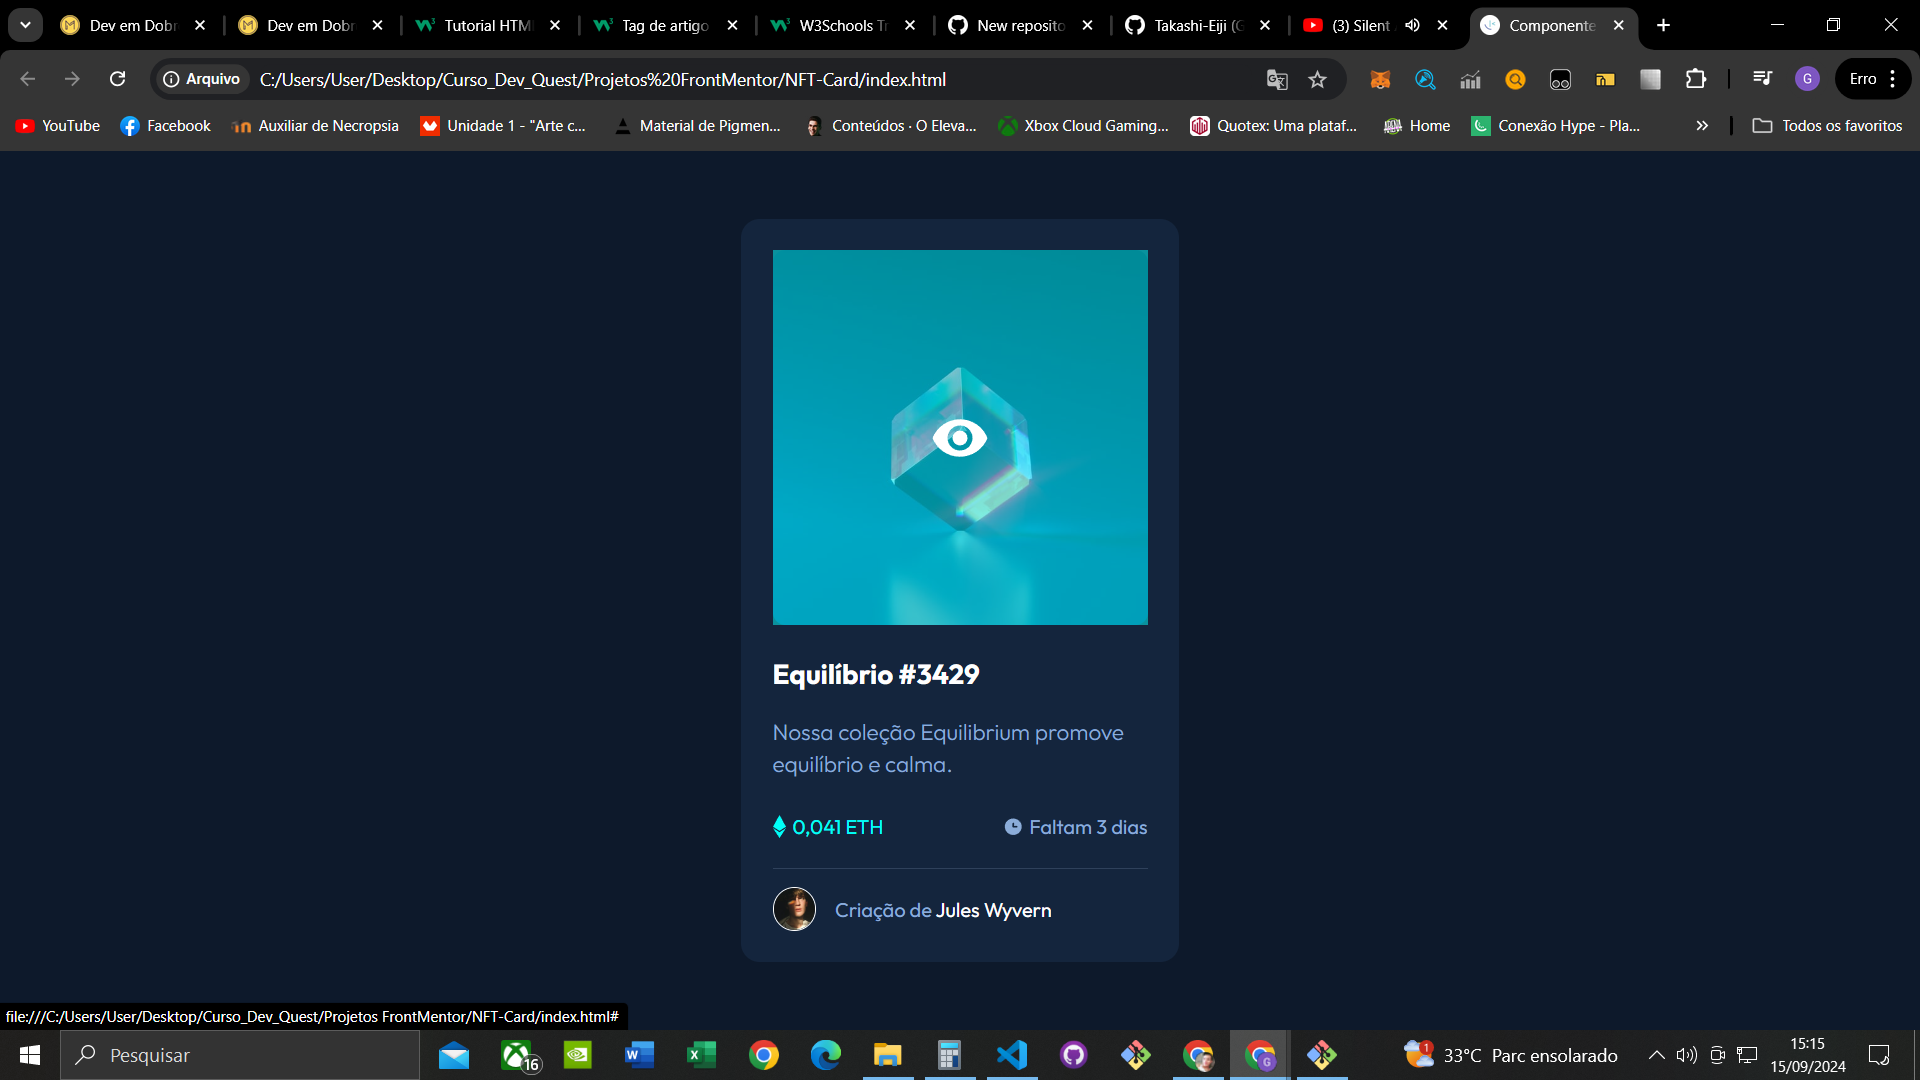 Dev em Dobr
Dev em Dobr
Tutorial HTM
Tag de artigo
W3Schools Tr
New reposito
Takashi-Eiji (G
(3) Silent
Componente
Arquivo
C:/Users/User/Desktop/Curso_Dev_Quest/Projetos%20FrontMentor/NFT-Card/index.html
G
Erro
YouTube
Facebook
Auxiliar de Necropsia
Unidade 1 - "Arte c...
Material de Pigmen...
Conteúdos · O Eleva...
Xbox Cloud Gaming...
Quotex: Uma plataf...
Home
Conexão Hype - Pla...
Todos os favoritos
Equilíbrio #3429
Nossa coleção Equilibrium promove
equilíbrio e calma.
0,041 ETH
Faltam 3 dias
Criação de Jules Wyvern
file:///C:/Users/User/Desktop/Curso_Dev_Quest/Projetos FrontMentor/NFT-Card/index.html#
Pesquisar
16
1
33°C Parc ensolarado
15:15
15/09/2024